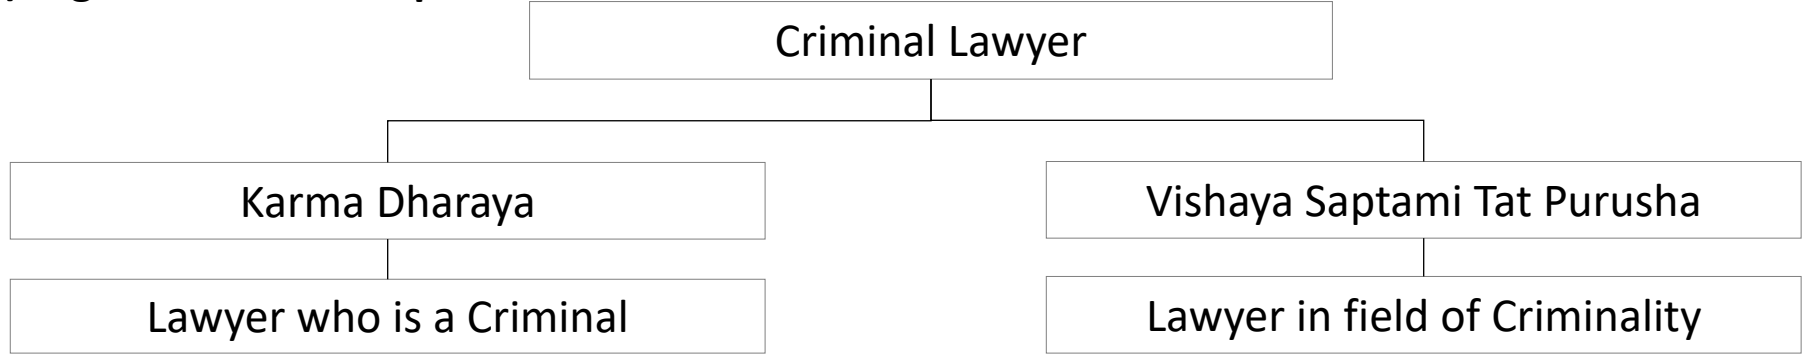 Criminal Lawyer
Karma Dharaya
Vishaya Saptami Tat Purusha
Lawyer who is a Criminal
Lawyer in field of Criminality